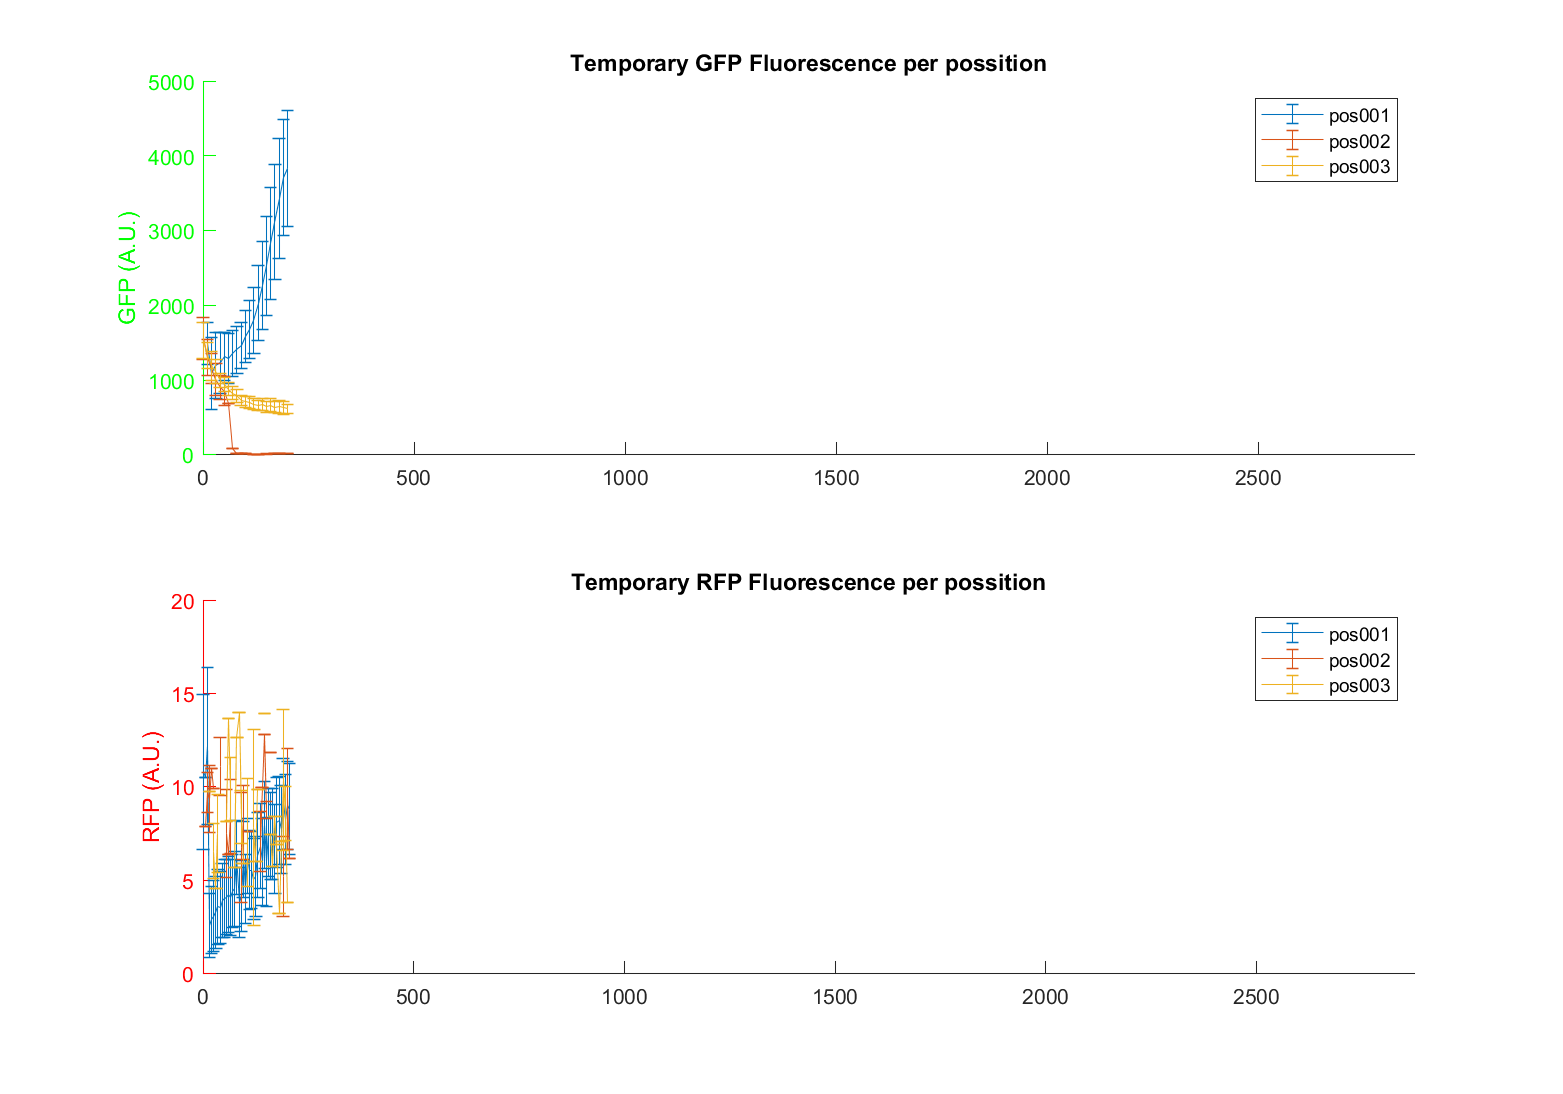 Temporary GFP Fluorescence per possition
GFP (A.U.)
5000
4000
3000
2000
1000
0
0 500 1000 1500 2000 2500
pos001
pos002
pos003
Temporary RFP Fluorescence per possition
RFP (A.U.)
20
15
10
5
0
0 500 1000 1500 2000 2500
pos001
pos002
pos003